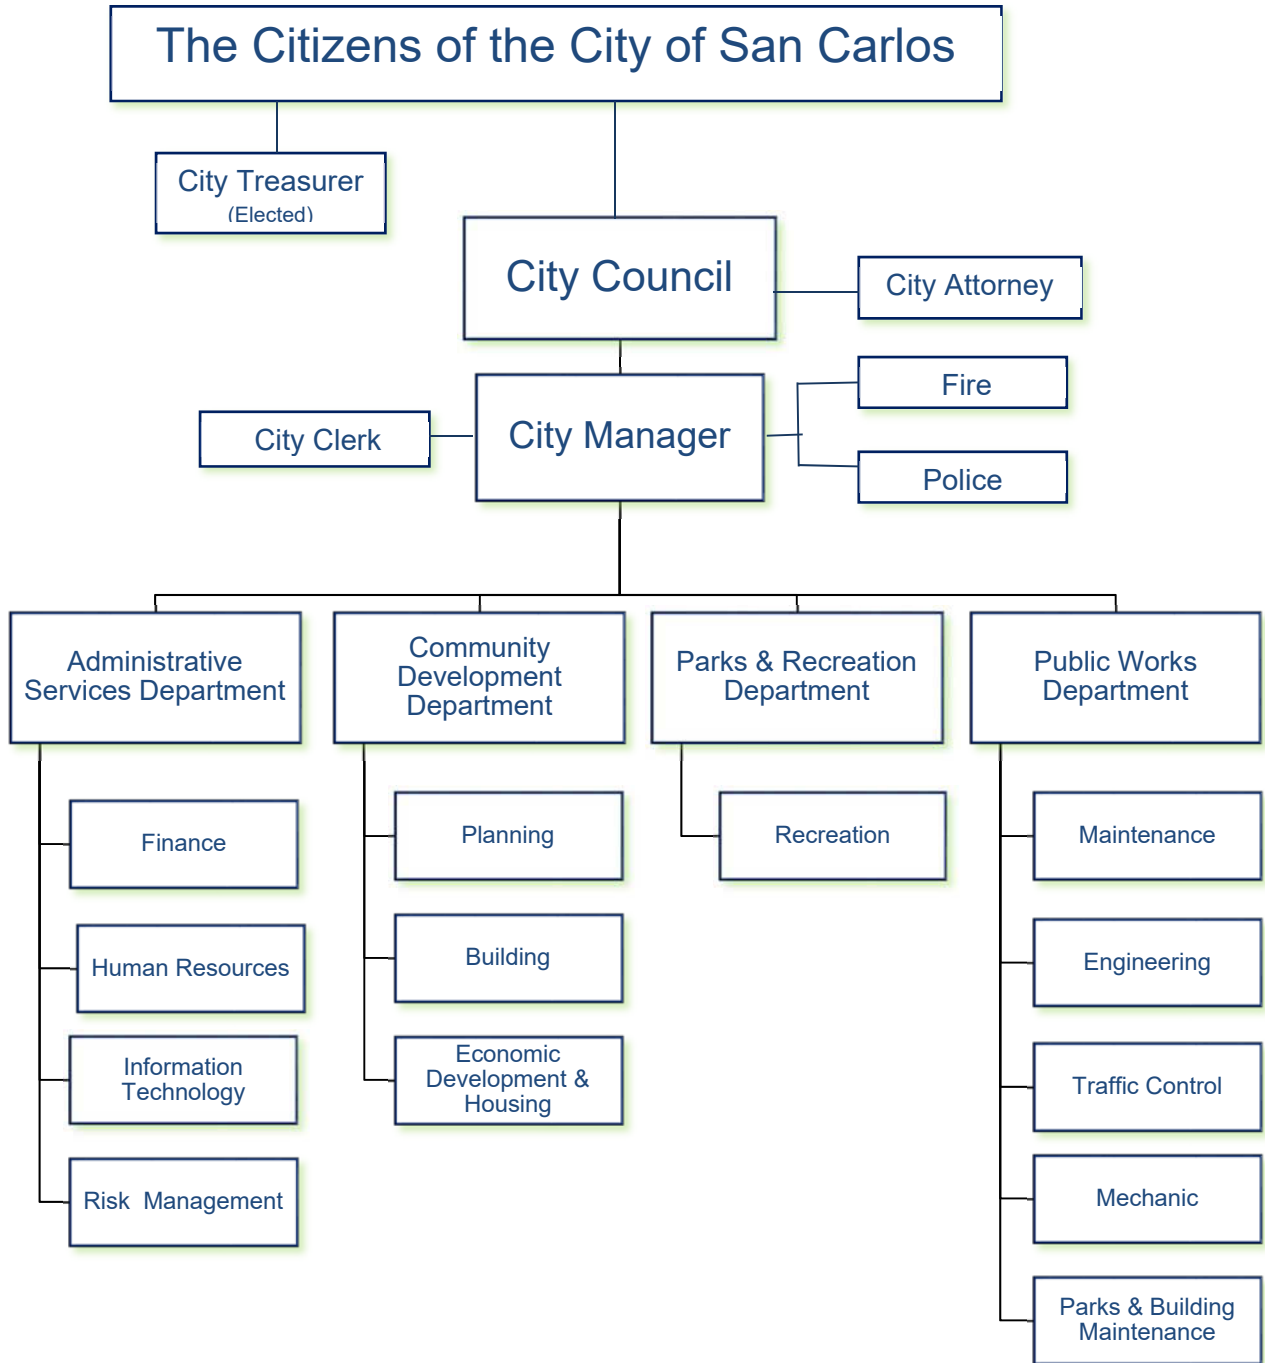 The Citizens of the City of San Carlos
City Treasurer
(Elected)
City Council
City Attorney
Fire
City Clerk
City Manager
Police
Administrative
Services Department
Community
Development
Department
Parks & Recreation
Department
Public Works
Department
Finance
Human Resources
Information
Technology
Risk Management
Planning
Building
Economic
Development &
Housing
Recreation
Maintenance
Engineering
Traffic Control
Mechanic
Parks & Building
Maintenance